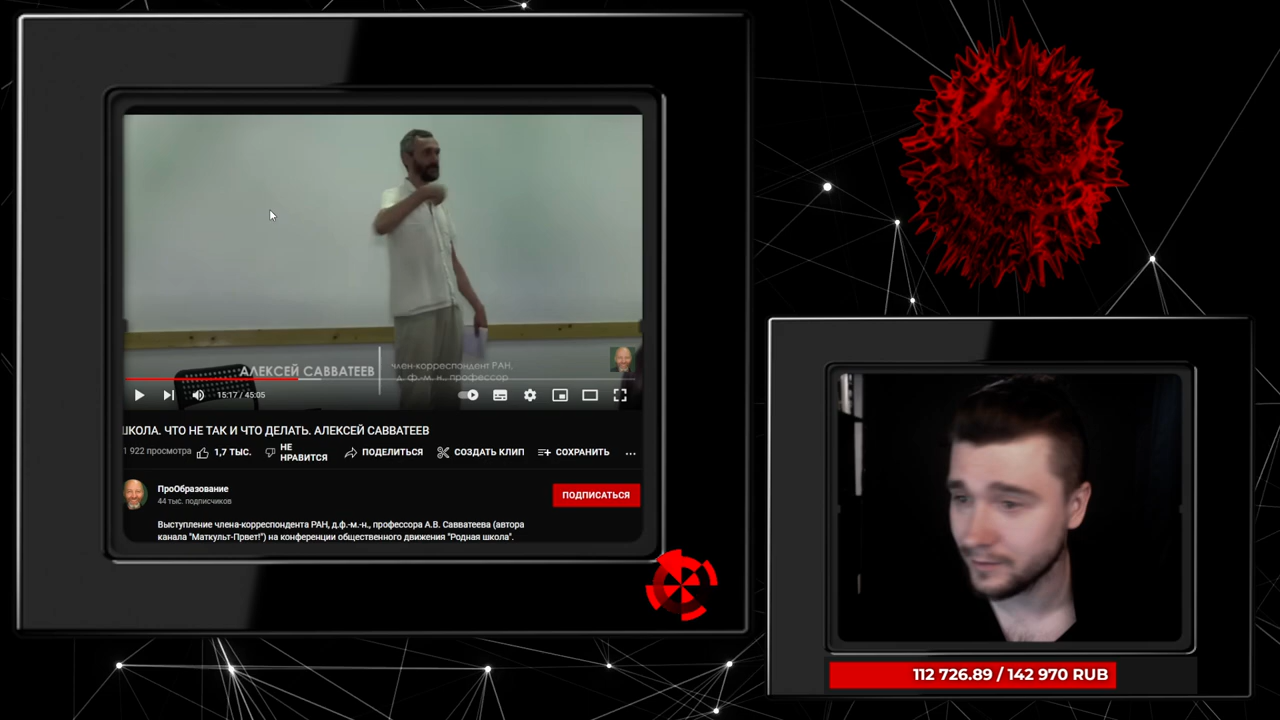 АЛЕКСЕЙ САВВАТЕЕВ
член-корреспондент РАН,
д. ф.-м. н., профессор
15:17 / 45:05
ШКОЛА. ЧТО НЕ ТАК И ЧТО ДЕЛАТЬ. АЛЕКСЕЙ САВВАТЕЕВ
1 922 просмотра
1,7 ТЫС.
НЕ
НРАВИТСЯ
ПОДЕЛИТЬСЯ
СОЗДАТЬ КЛИП
СОХРАНИТЬ
ПроОбразование
44 тыс. подписчиков
ПОДПИСАТЬСЯ
Выступление члена-корреспондента РАН, д.ф.-м.-н., профессора А.В. Савватеева (автора
канала "Маткульт-Првет!") на конференции общественного движения "Родная школа".
112 726.89 / 142 970 RUB